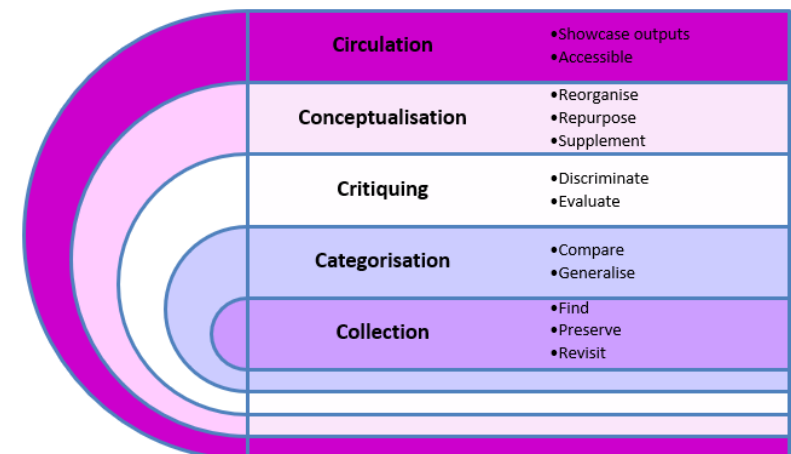 Circulation
•Showcase outputs
•Accessible
Conceptualisation
•Reorganise
•Repurpose
•Supplement
Critiquing
•Discriminate
•Evaluate
Categorisation
•Compare
•Generalise
Collection
•Find
•Preserve
•Revisit